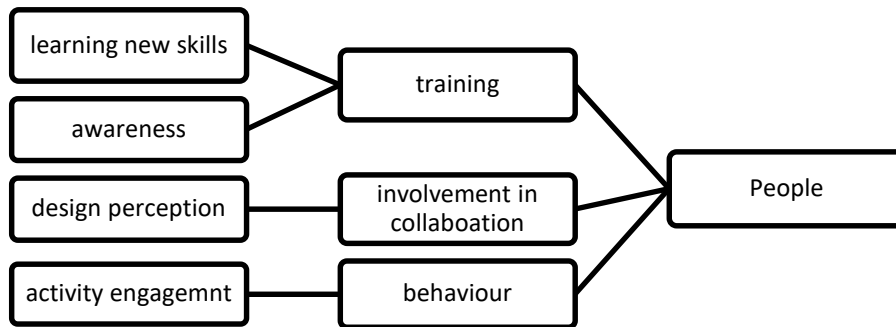 learning new skills
awareness
design perception
activity engagemnt
training
involvement in
collaboation
behaviour
People